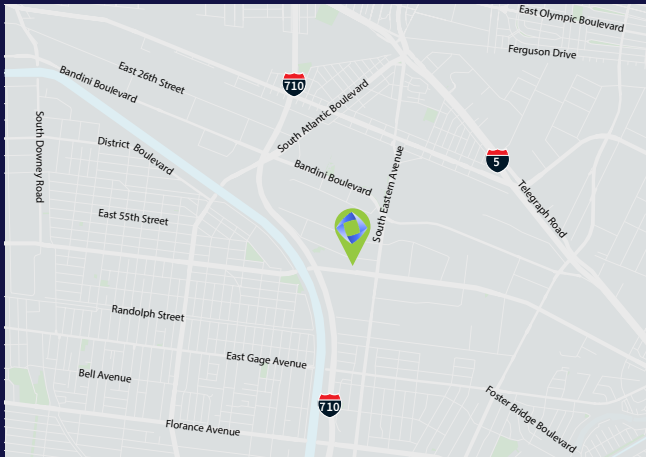 East Olympic Boulevard
Ferguson Drive
East 26th Street
Bandini Boulevard
710
South Atlantic Boulevard
South Downey Road
District Boulevard
5
Bandini Boulevard
South Eastern Avenue
Telegraph Road
East 55th Street
Randolph Street
East Gage Avenue
Bell Avenue
710
Foster Bridge Boulevard
Florance Avenue